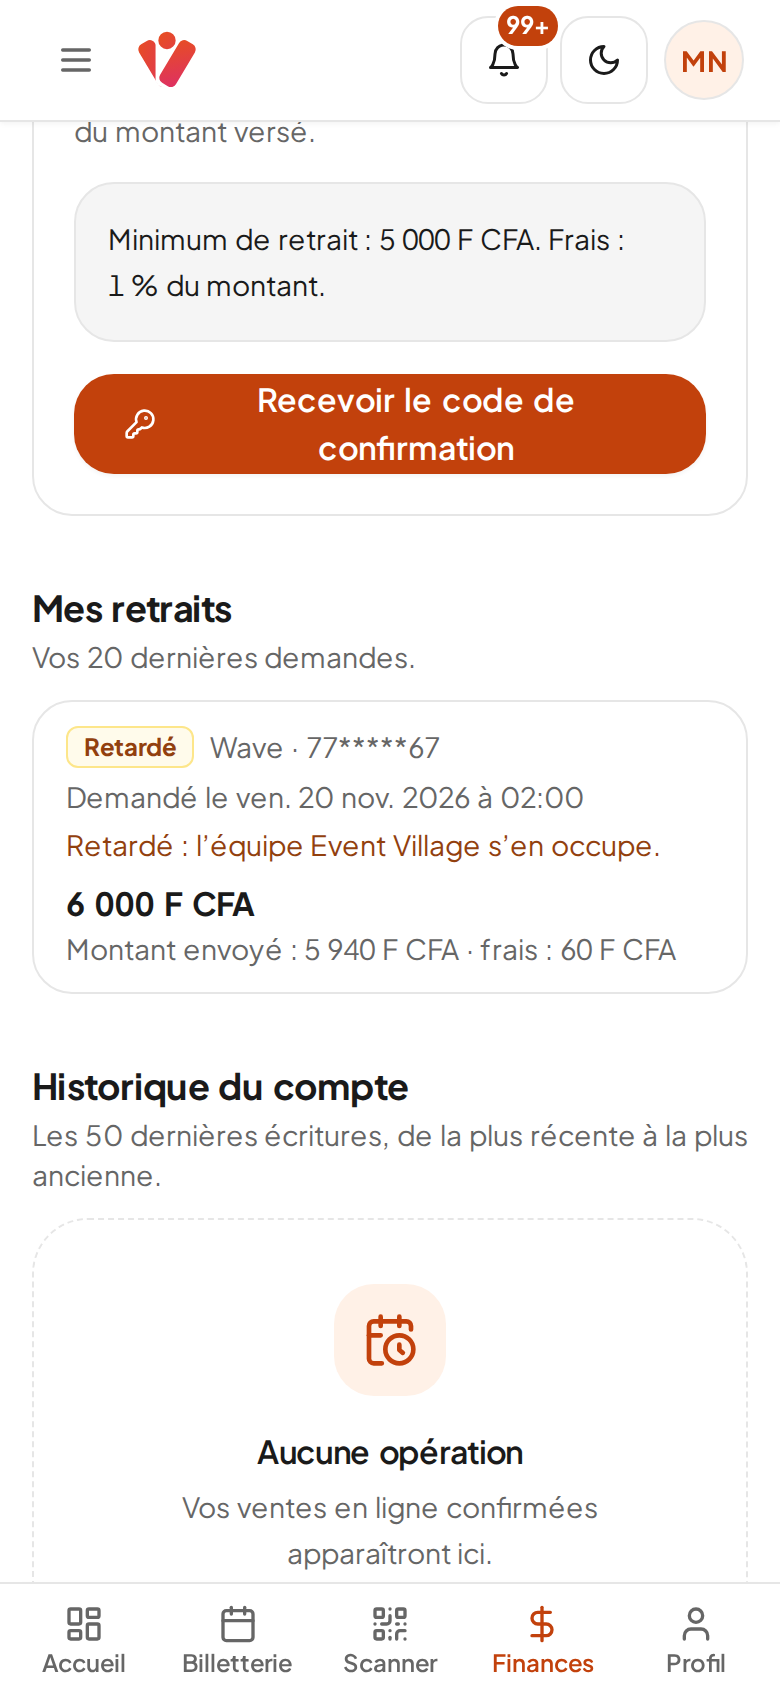 99+
MN
du montant versé.
Minimum de retrait : 5 000 F CFA. Frais :
1 % du montant.
Recevoir le code de
confirmation
Mes retraits
Vos 20 dernières demandes.
Retardé Wave · 77*****67
Demandé le ven. 20 nov. 2026 à 02:00
Retardé : l’équipe Event Village s’en occupe.
6 000 F CFA
Montant envoyé : 5 940 F CFA · frais : 60 F CFA
Historique du compte
Les 50 dernières écritures, de la plus récente à la plus
ancienne.
Aucune opération
Vos ventes en ligne confirmées
apparaîtront ici.
Accueil Billetterie Scanner Finances Profil